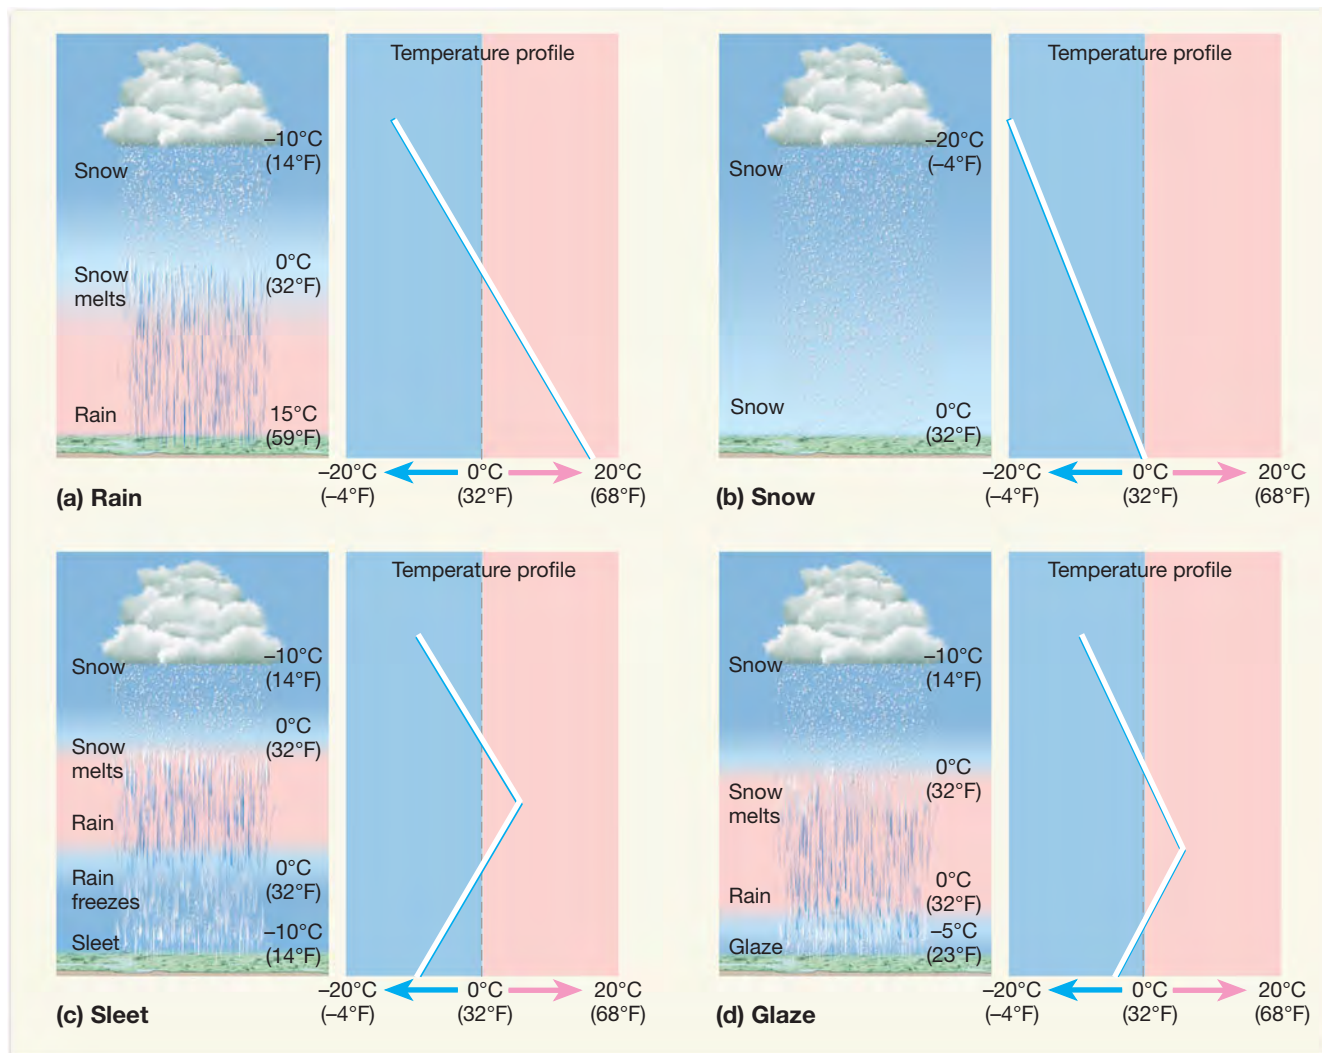 Temperature profile
–10°C
(14°F)
Snow
0°C
(32°F)
Snow
melts
Rain
15°C
(59°F)
–20°C
(–4°F)
0°C
(32°F)
20°C
(68°F)
(a) Rain
Temperature profile
–20°C
(–4°F)
Snow
Snow
0°C
(32°F)
–20°C
(–4°F)
0°C
(32°F)
20°C
(68°F)
(b) Snow
Temperature profile
Snow
–10°C
(14°F)
0°C
(32°F)
Snow
melts
Rain
0°C
(32°F)
Rain
freezes
–10°C
(14°F)
Sleet
–20°C
(–4°F)
0°C
(32°F)
20°C
(68°F)
(c) Sleet
Temperature profile
Snow
–10°C
(14°F)
0°C
(32°F)
Snow
melts
0°C
(32°F)
Rain
–5°C
(23°F)
Glaze
–20°C
(–4°F)
0°C
(32°F)
20°C
(68°F)
(d) Glaze